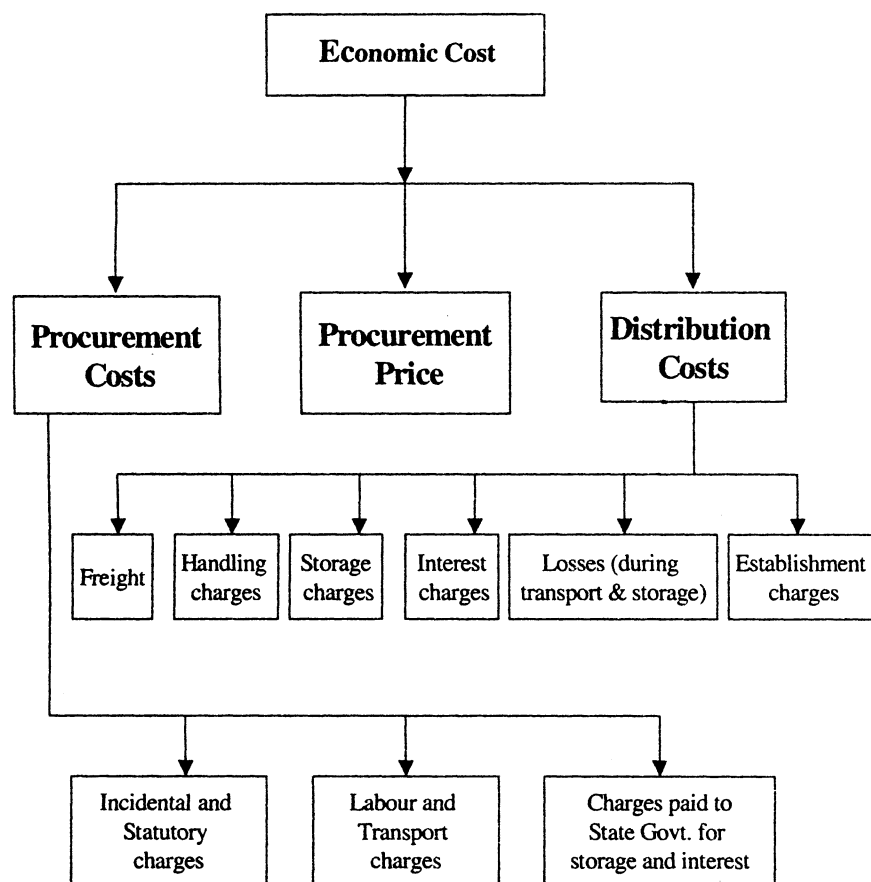 Economic Cost
Procurement
Costs
Procurement
Price
Distribution
Costs
Freight
Handling
charges
Storage
charges
Interest
charges
Losses (during
transport & storage)
Establishment
charges
Incidental and
Statutory
charges
Labour and
Transport
charges
Charges paid to
State Govt. for
storage and interest